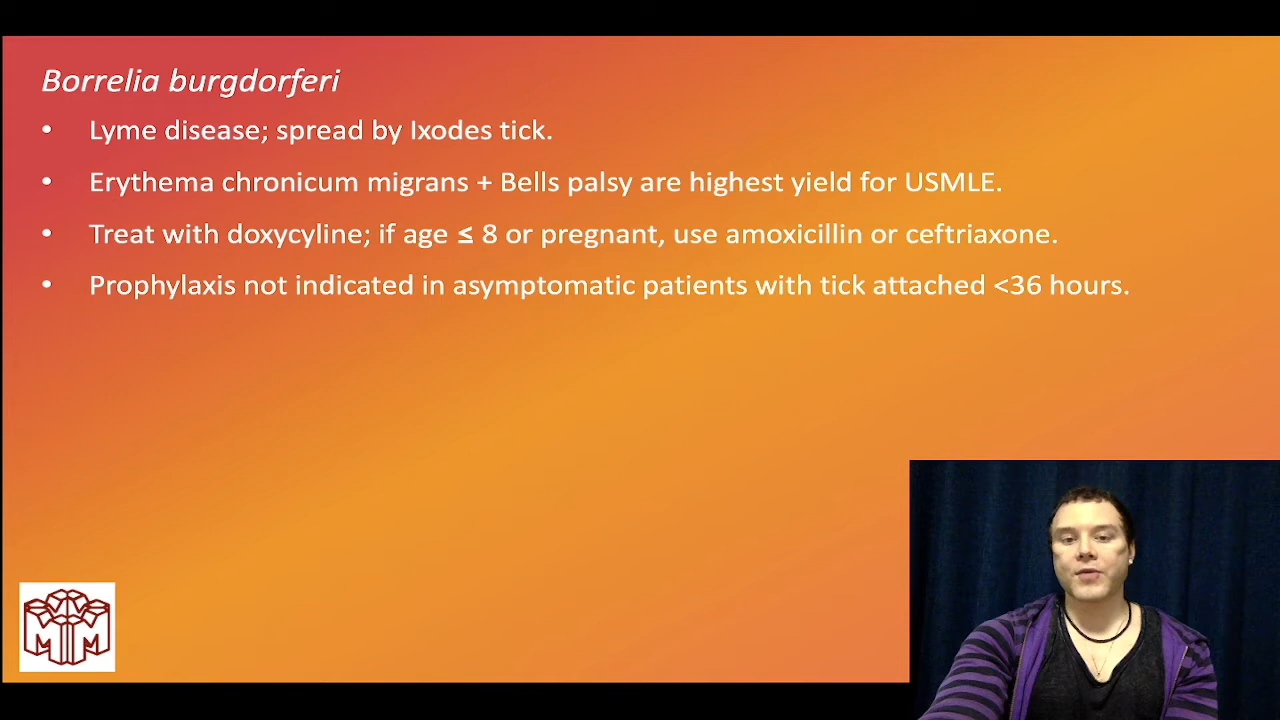 Borrelia burgdorferi
• Lyme disease; spread by Ixodes tick.
• Erythema chronicum migrans + Bells palsy are highest yield for USMLE.
• Treat with doxycyline; if age ≤ 8 or pregnant, use amoxicillin or ceftriaxone.
• Prophylaxis not indicated in asymptomatic patients with tick attached <36 hours.
M M